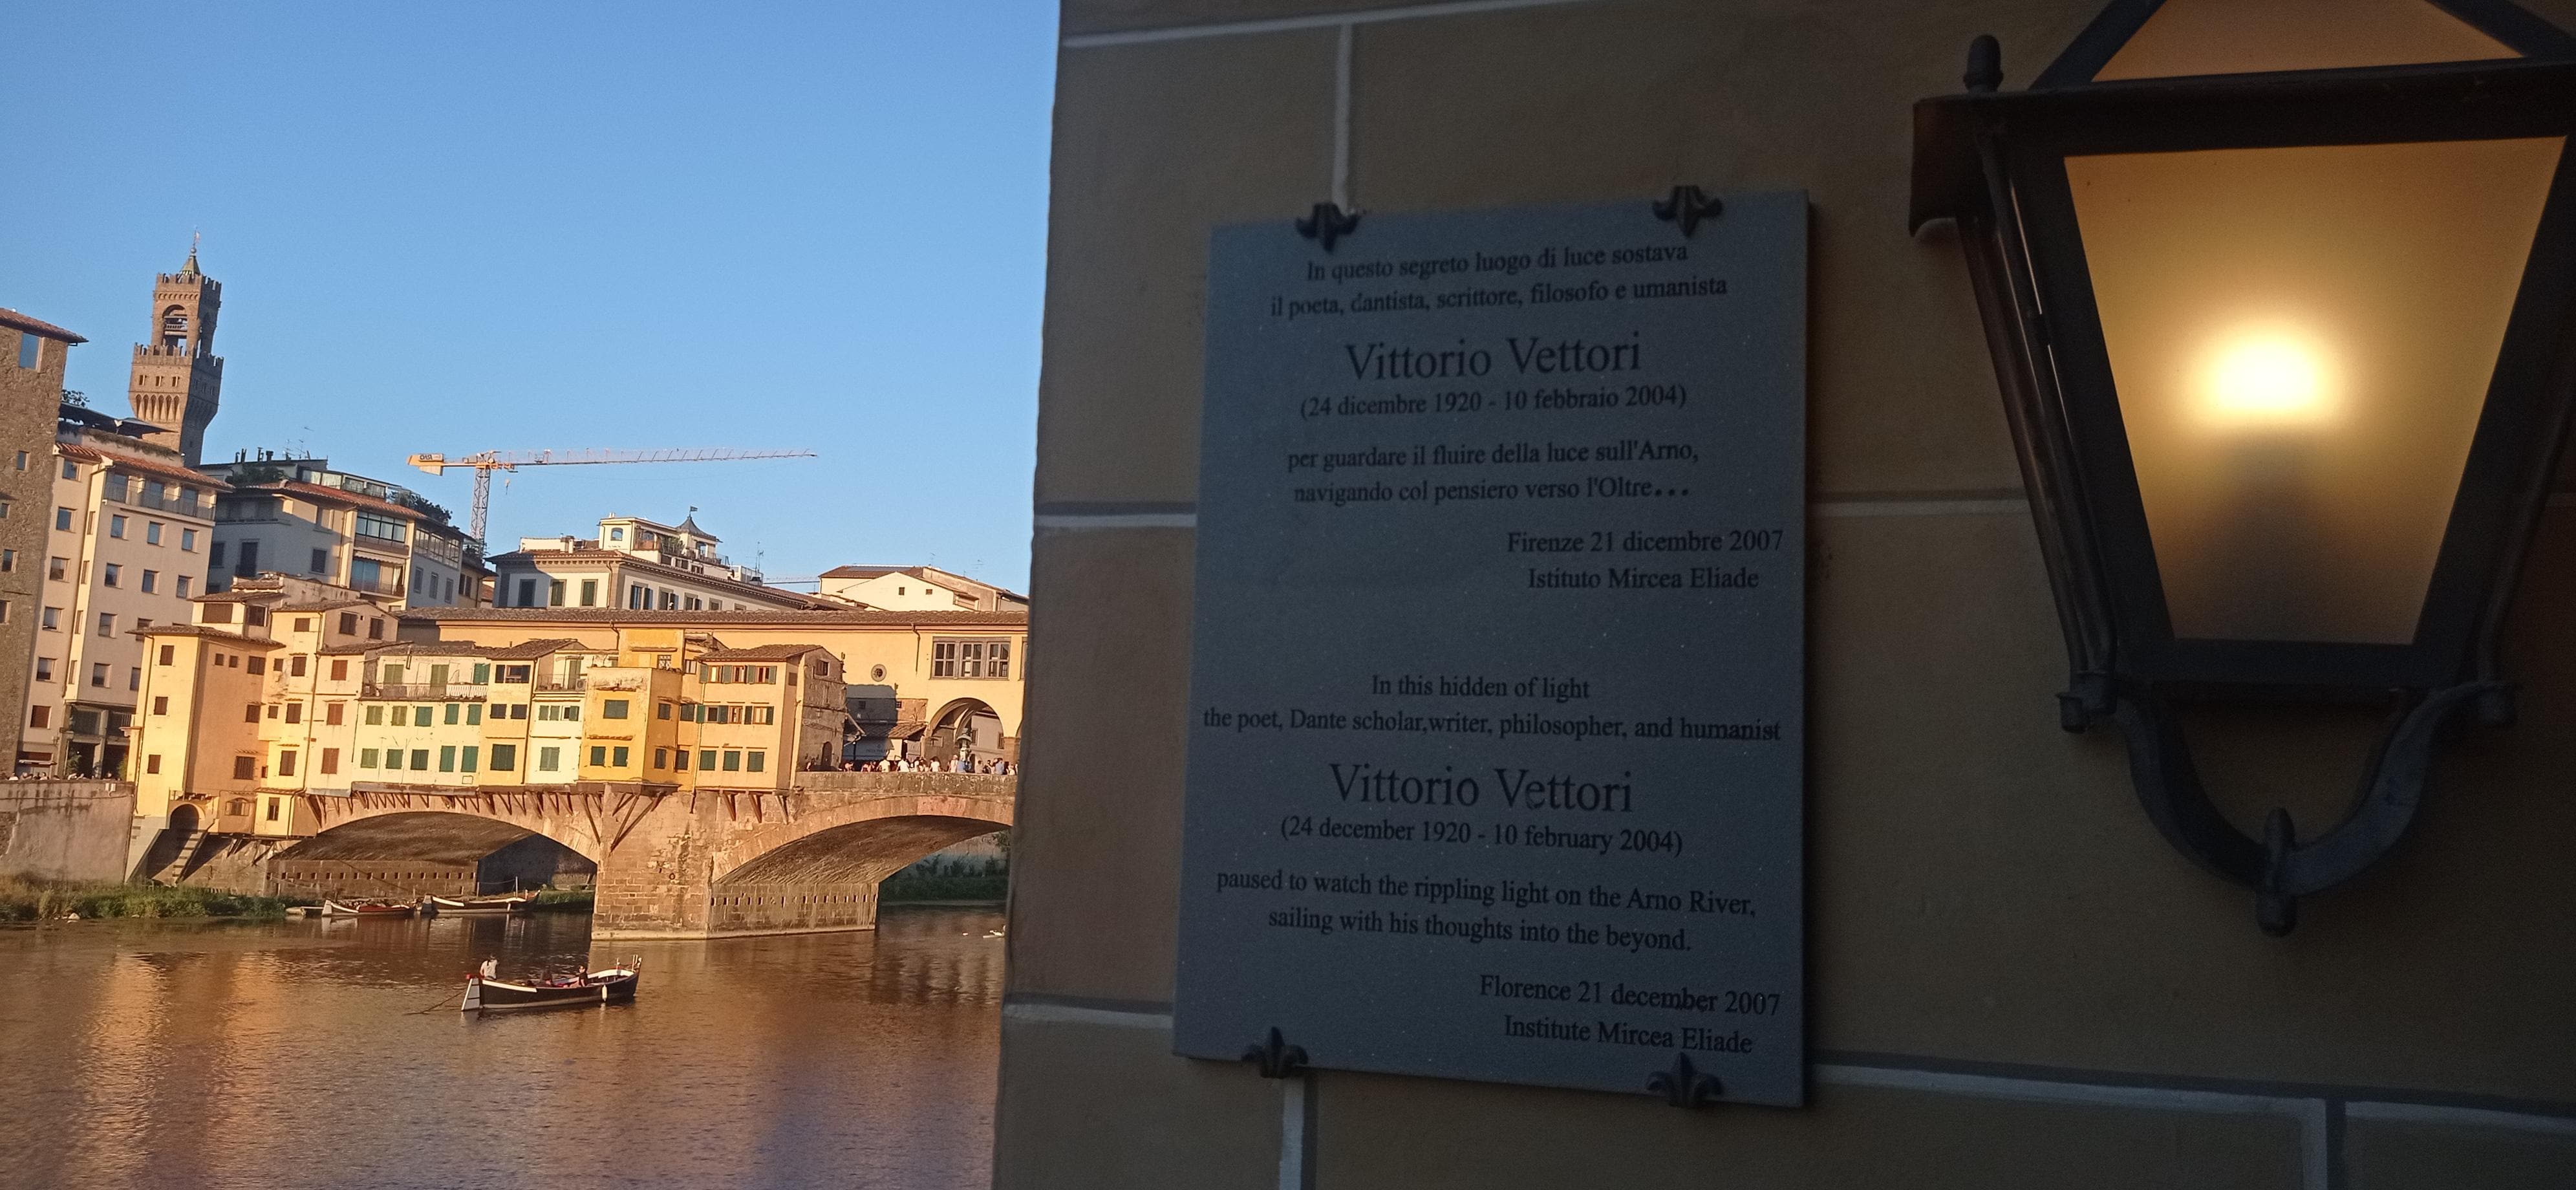 In questo segreto luogo di luce sostava
il poeta, dantista, scrittore, filosofo e umanista
Vittorio Vettori
(24 dicembre 1920 - 10 febbraio 2004)
per guardare il fluire della luce sull'Arno,
navigando col pensiero verso l'Oltre...
Firenze 21 dicembre 2007
Istituto Mircea Eliade
In this hidden of light
the poet, Dante scholar,writer, philosopher, and humanist
Vittorio Vettori
(24 december 1920 - 10 february 2004)
paused to watch the rippling light on the Arno River,
sailing with his thoughts into the beyond.
Florence 21 december 2007
Institute Mircea Eliade